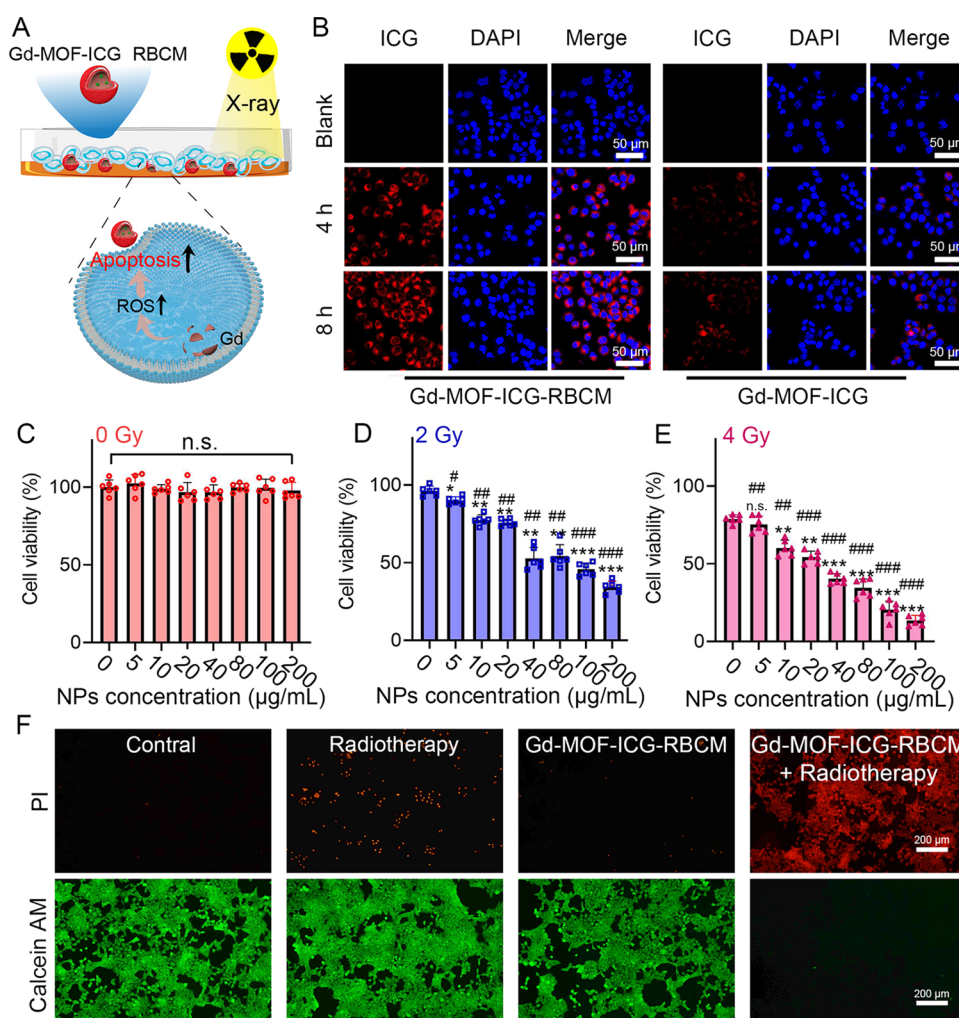 A
Gd-MOF-ICG RBCM
X-ray
Apoptosis
ROS
Gd
B
ICG DAPI Merge ICG DAPI Merge
Blank
50 µm 50 µm
4 h
50 µm 50 µm
8 h
50 µm 50 µm
Gd-MOF-ICG-RBCM Gd-MOF-ICG
C
0 Gy
n.s.
Cell viability (%)
100
50
0
0 5 10 20 40 80 100 200
NPs concentration (µg/mL)
D
2 Gy
Cell viability (%)
100
50
0
# ## ## ## ## ### ###
* ** ** ** ** *** ***
0 5 10 20 40 80 100 200
NPs concentration (µg/mL)
E
4 Gy
Cell viability (%)
100
50
0
## ## ### ### ### ### ###
n.s. ** ** *** *** *** ***
0 5 10 20 40 80 100 200
NPs concentration (µg/mL)
F
Contral Radiotherapy Gd-MOF-ICG-RBCM Gd-MOF-ICG-RBCM
+ Radiotherapy
PI
200 µm
Calcein AM
200 µm